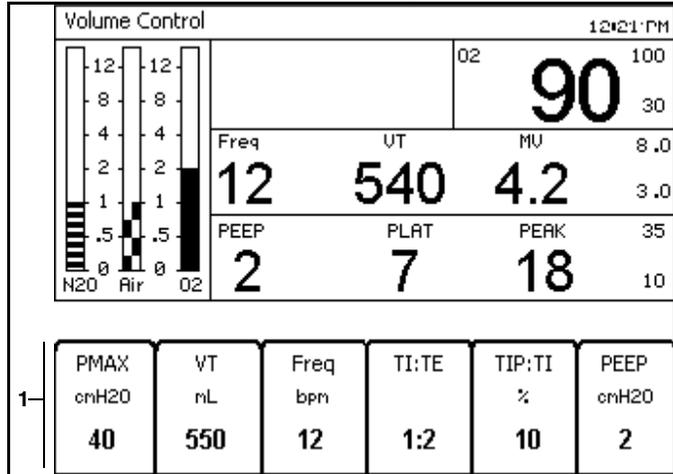 Volume Control
12:21 PM
12 12
8 8
4 4
2 2
1 1
.5 .5
0 0
N2O Air O2
O2 90 100
30
Freq VT MV 8.0
12 540 4.2 3.0
PEEP PLAT PEAK 35
2 7 18 10
1
PMAX VT Freq TI:TE TIP:TI PEEP
cmH2O mL bpm % cmH2O
40 550 12 1:2 10 2